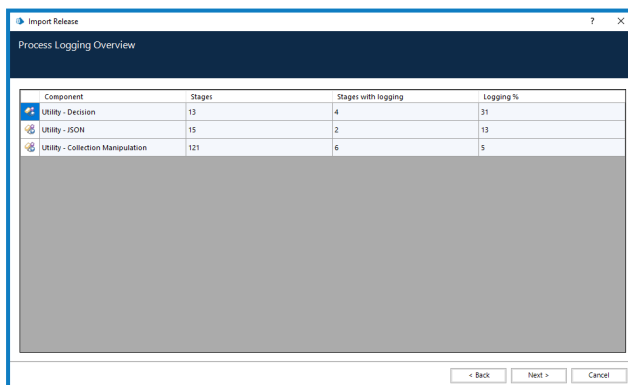 Import Release ? ×
Process Logging Overview
Component Stages Stages with logging Logging %
Utility - Decision 13 4 31
Utility - JSON 15 2 13
Utility - Collection Manipulation 121 6 5
< Back Next > Cancel